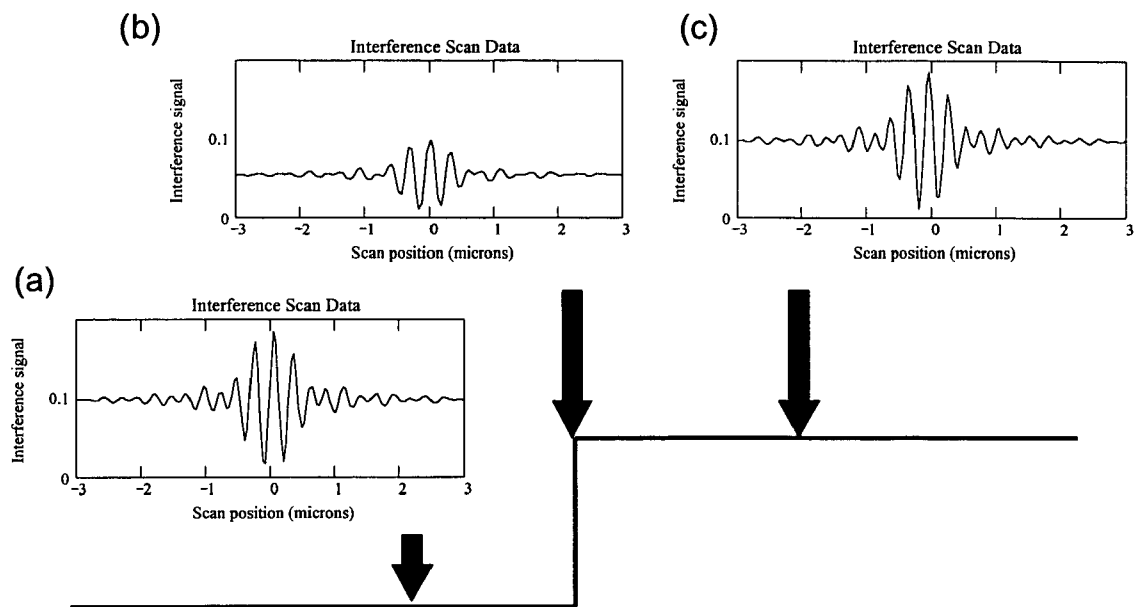 (b)
Interference Scan Data
Interference signal
0.1
0
−3 −2 −1 0 1 2 3
Scan position (microns)
(c)
Interference Scan Data
Interference signal
0.1
0
−3 −2 −1 0 1 2 3
Scan position (microns)
(a)
Interference Scan Data
Interference signal
0.1
0
−3 −2 −1 0 1 2 3
Scan position (microns)